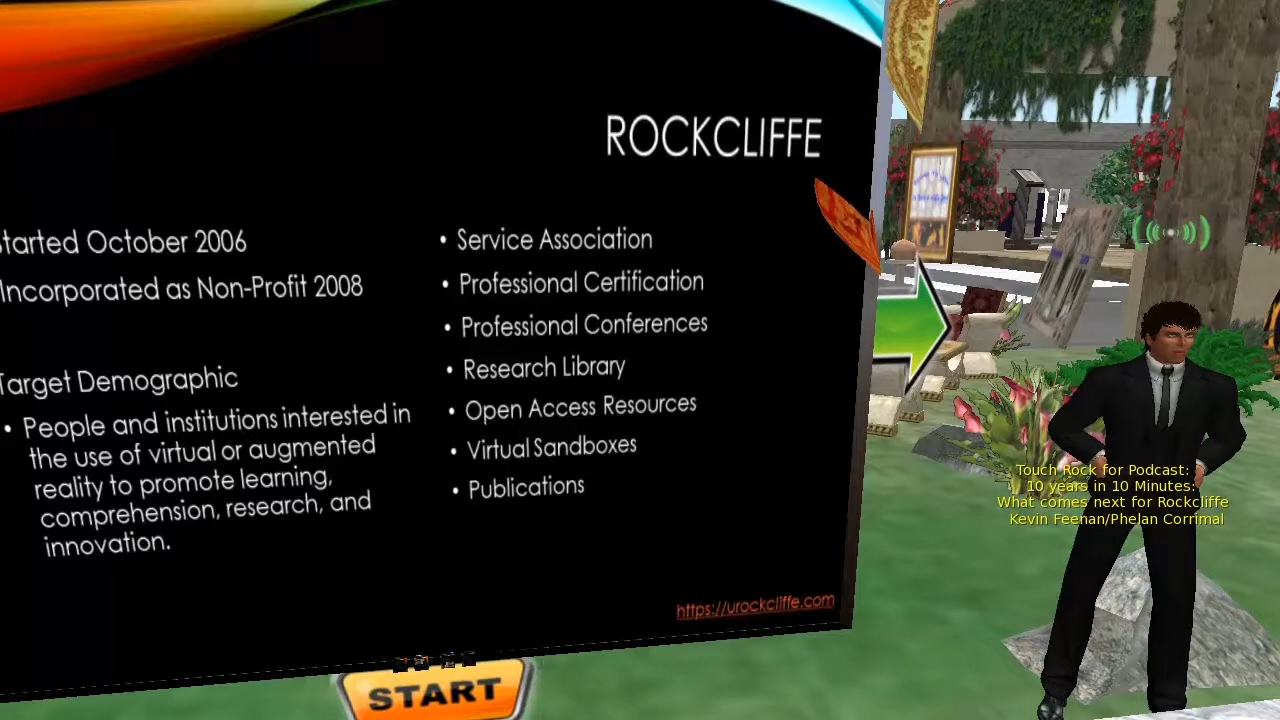 ROCKCLIFFE
Started October 2006
Incorporated as Non-Profit 2008
Target Demographic
• People and institutions interested in
the use of virtual or augmented
reality to promote learning,
comprehension, research, and
innovation.
• Service Association
• Professional Certification
• Professional Conferences
• Research Library
• Open Access Resources
• Virtual Sandboxes
• Publications
https://urockcliffe.com
START
Touch Rock for Podcast:
10 years in 10 Minutes:
What comes next for Rockcliffe
Kevin Feenan/Phelan Corrimal